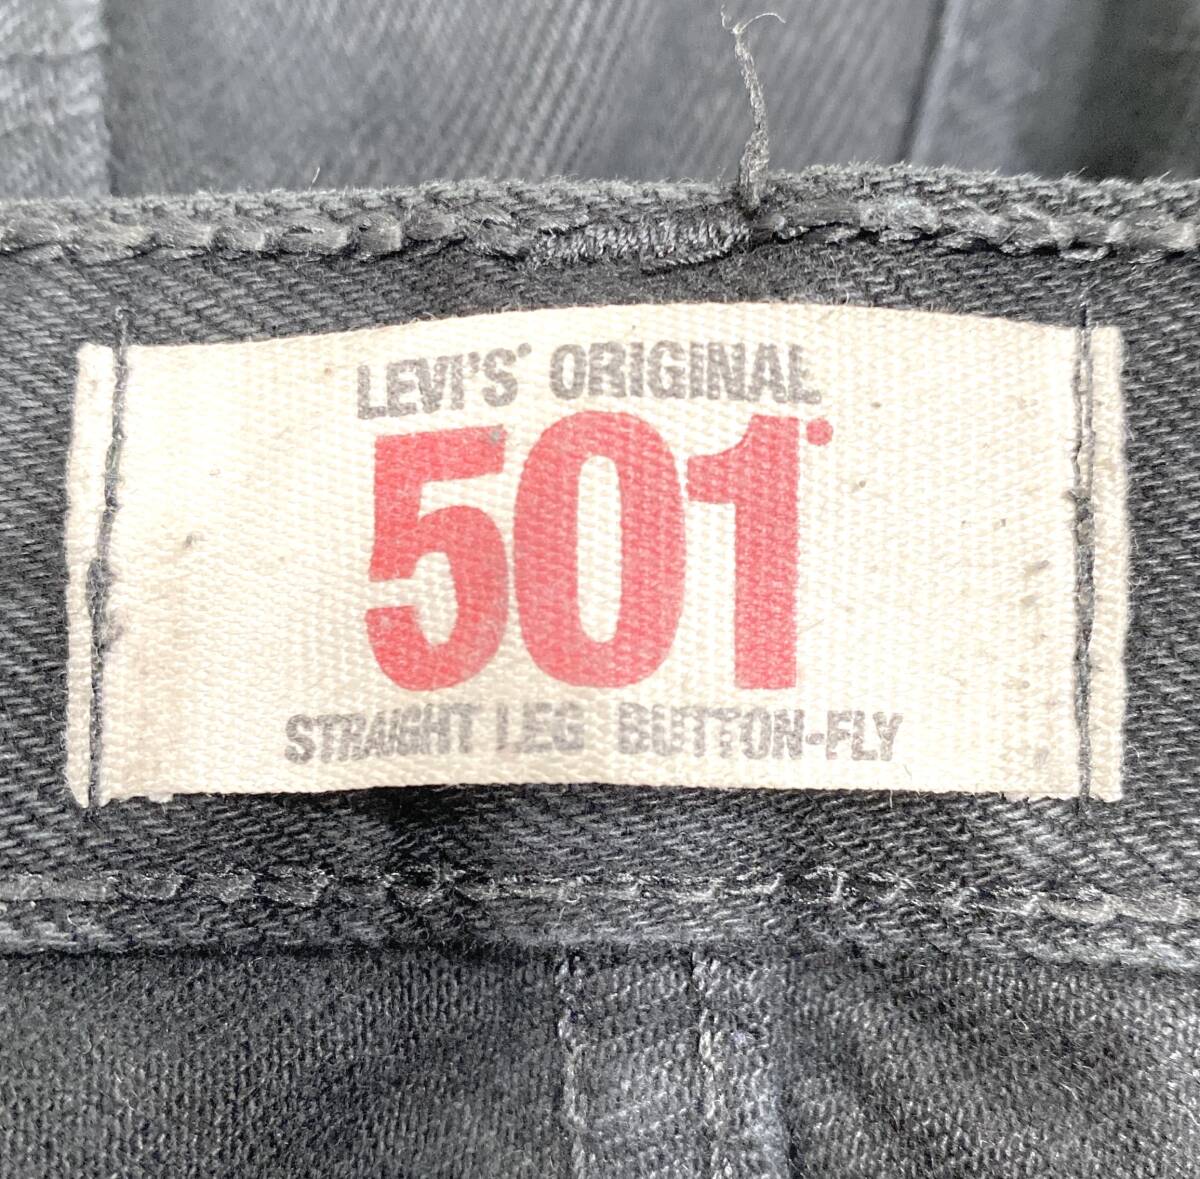 LEVI'S® ORIGINAL
501®
STRAIGHT LEG BUTTON-FLY